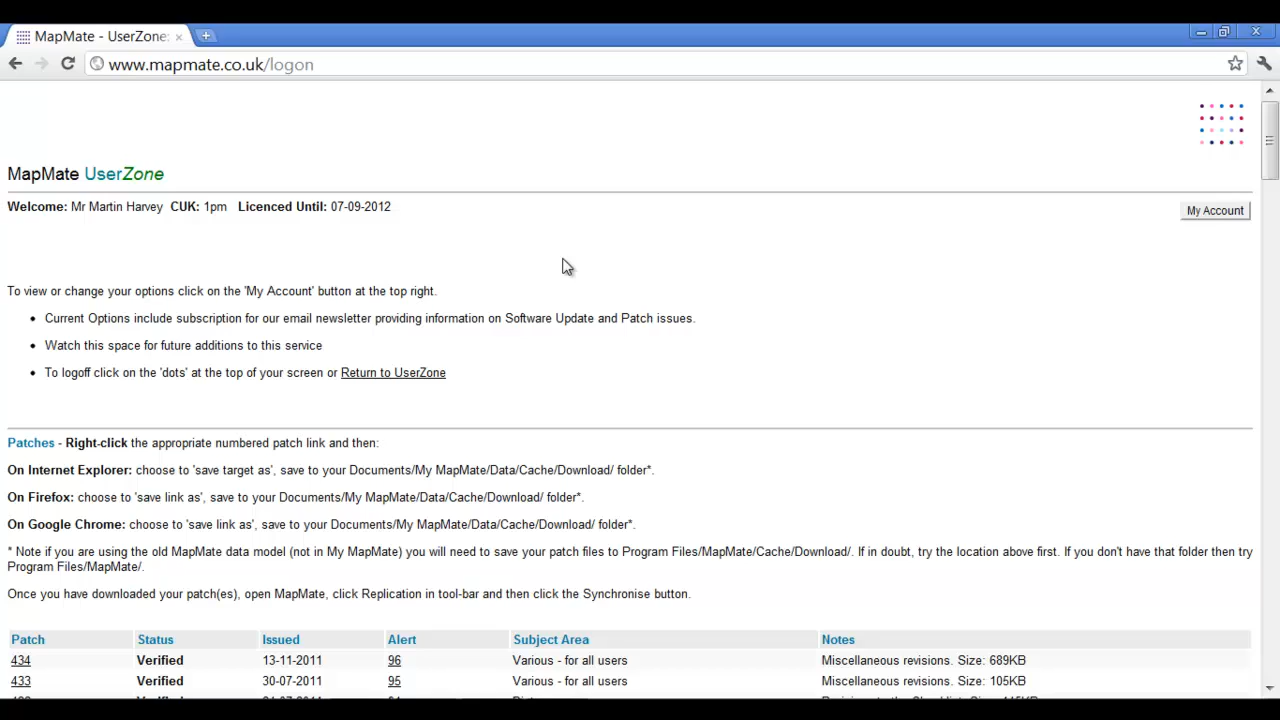 MapMate - UserZone:
www.mapmate.co.uk/logon
MapMate UserZone
Welcome: Mr Martin Harvey CUK: 1pm Licenced Until: 07-09-2012
My Account
To view or change your options click on the 'My Account' button at the top right.
• Current Options include subscription for our email newsletter providing information on Software Update and Patch issues.
• Watch this space for future additions to this service
• To logoff click on the 'dots' at the top of your screen or Return to UserZone
Patches - Right-click the appropriate numbered patch link and then:
On Internet Explorer: choose to 'save target as', save to your Documents/My MapMate/Data/Cache/Download/ folder*.
On Firefox: choose to 'save link as', save to your Documents/My MapMate/Data/Cache/Download/ folder*.
On Google Chrome: choose to 'save link as', save to your Documents/My MapMate/Data/Cache/Download/ folder*.
* Note if you are using the old MapMate data model (not in My MapMate) you will need to save your patch files to Program Files/MapMate/Cache/Download/. If in doubt, try the location above first. If you don't have that folder then try
Program Files/MapMate/.
Once you have downloaded your patch(es), open MapMate, click Replication in tool-bar and then click the Synchronise button.
Patch Status Issued Alert Subject Area Notes
434 Verified 13-11-2011 96 Various - for all users Miscellaneous revisions. Size: 689KB
433 Verified 30-07-2011 95 Various - for all users Miscellaneous revisions. Size: 105KB